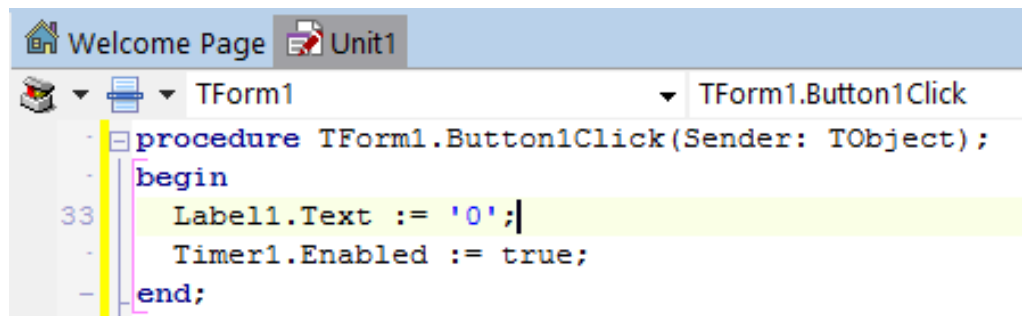 Welcome Page Unit1
TForm1 TForm1.Button1Click
procedure TForm1.Button1Click(Sender: TObject);
begin
33 Label1.Text := '0';
Timer1.Enabled := true;
end;